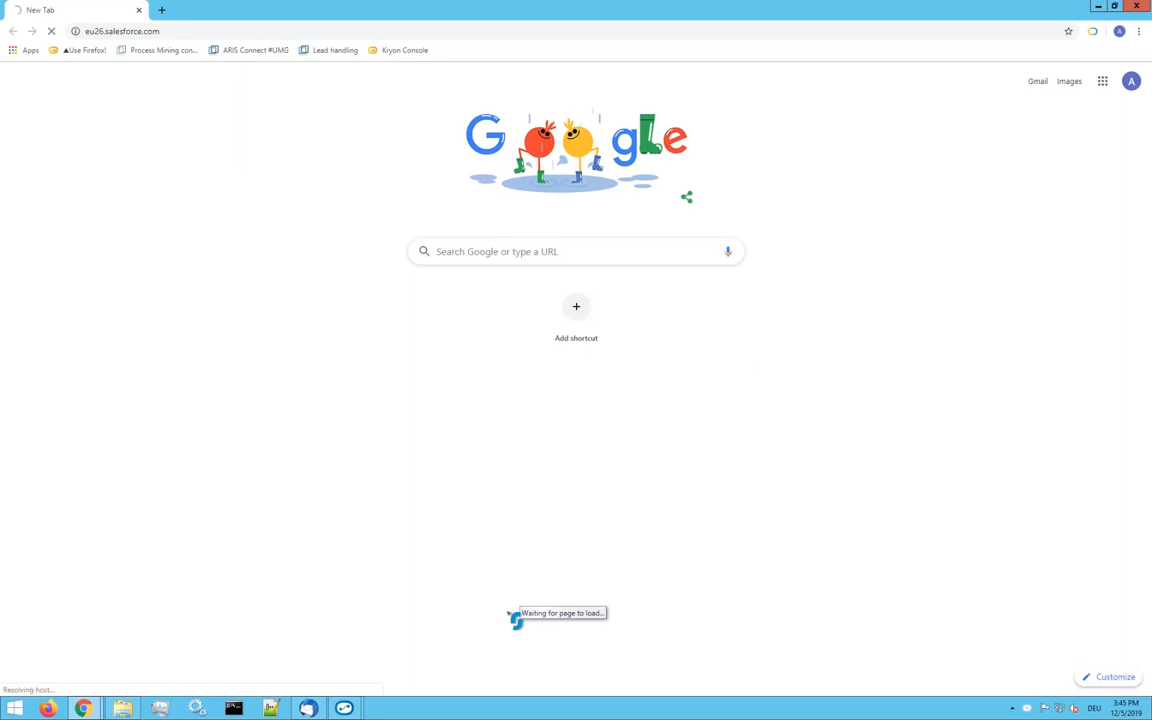 New Tab
eu26.salesforce.com
Apps ▲Use Firefox! Process Mining con... ARIS Connect #UMG Lead handling Kryon Console
Gmail Images A
Google
Search Google or type a URL
Add shortcut
Waiting for page to load...
Customize
Resolving host...
DEU
3:45 PM
12/5/2019